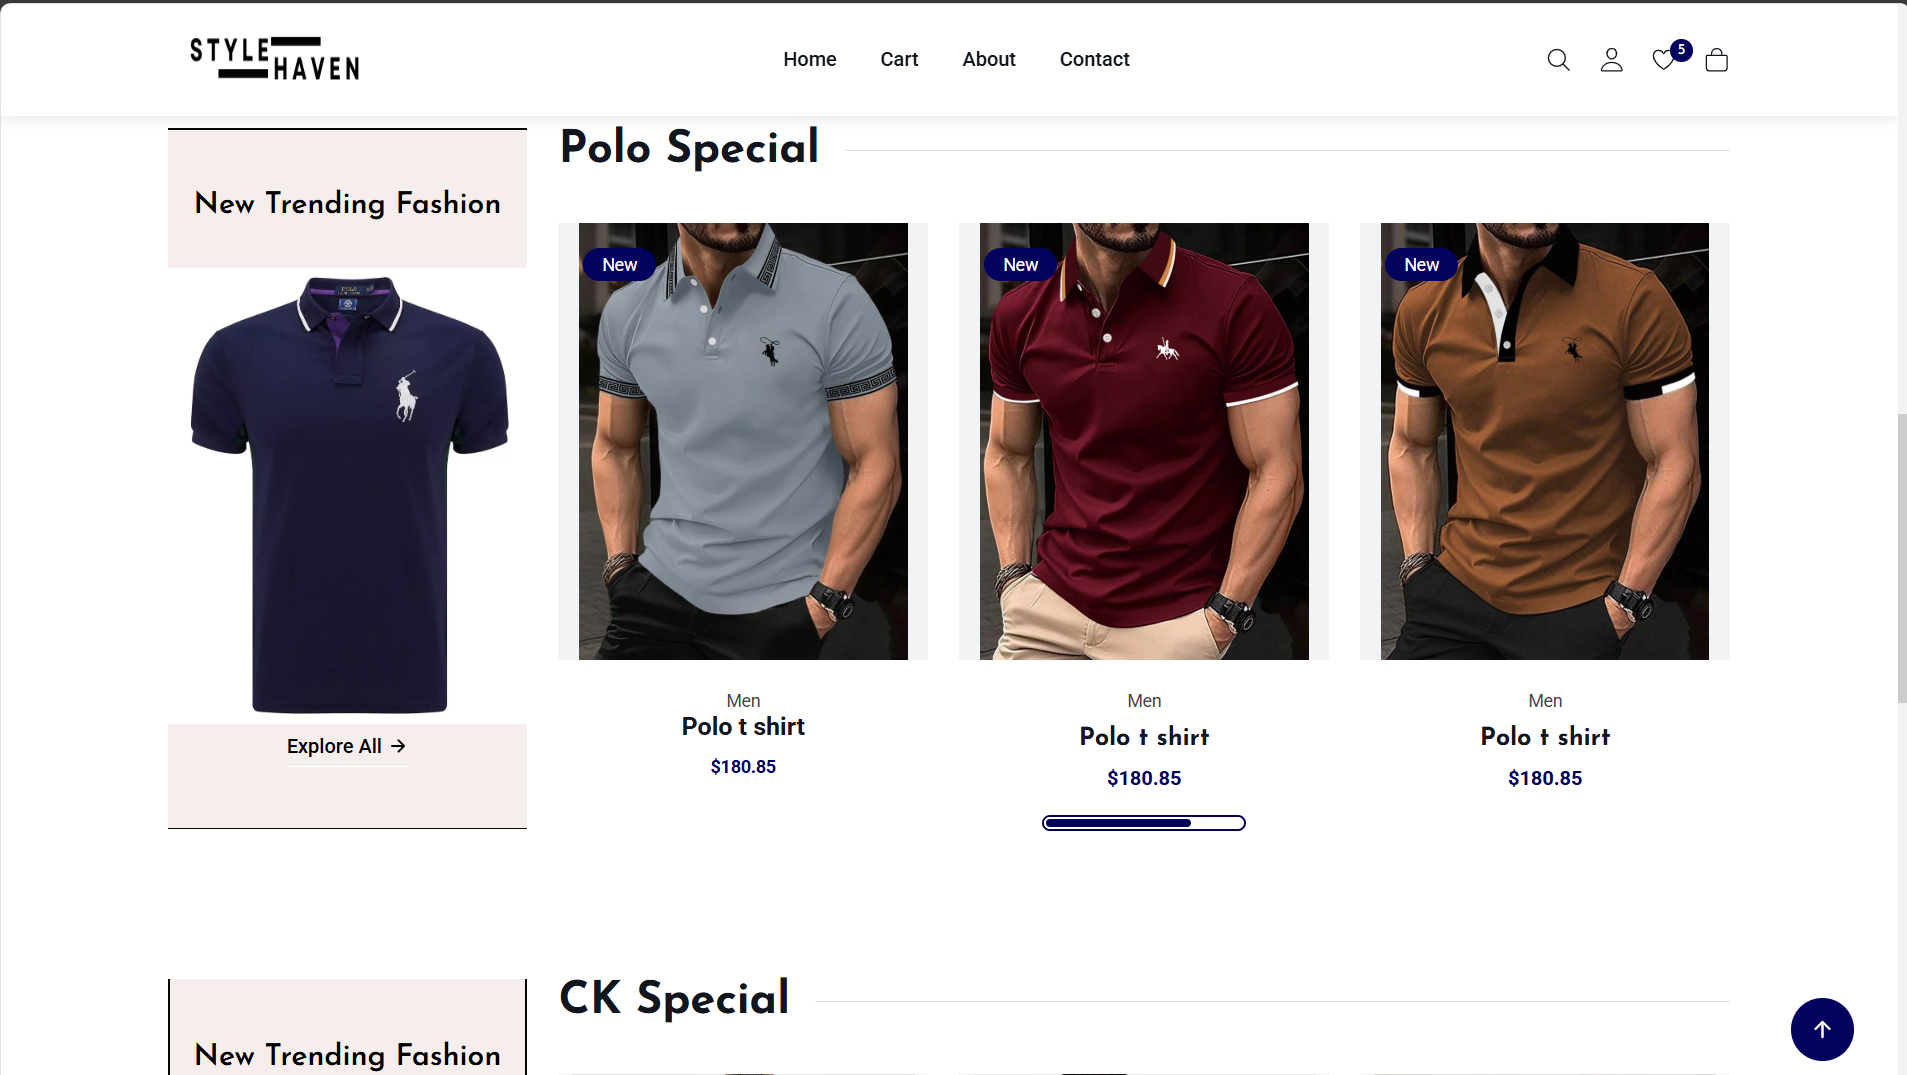 STYLE
HAVEN
Home
Cart
About
Contact
5
New Trending Fashion
POLO
Explore All
Polo Special
New
New
New
Men
Polo t shirt
$180.85
Men
Polo t shirt
$180.85
Men
Polo t shirt
$180.85
New Trending Fashion
CK Special